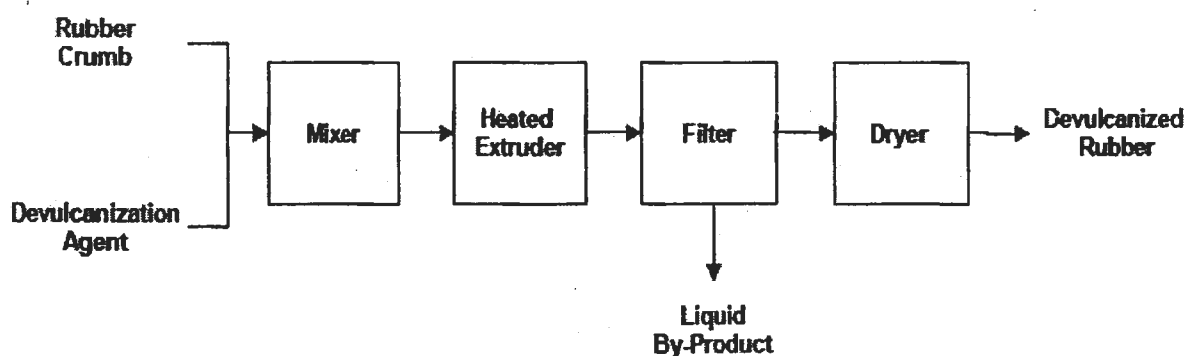 Rubber
Crumb
Mixer
Heated
Extruder
Filter
Dryer
Devulcanized
Rubber
Devulcanization
Agent
Liquid
By-Product